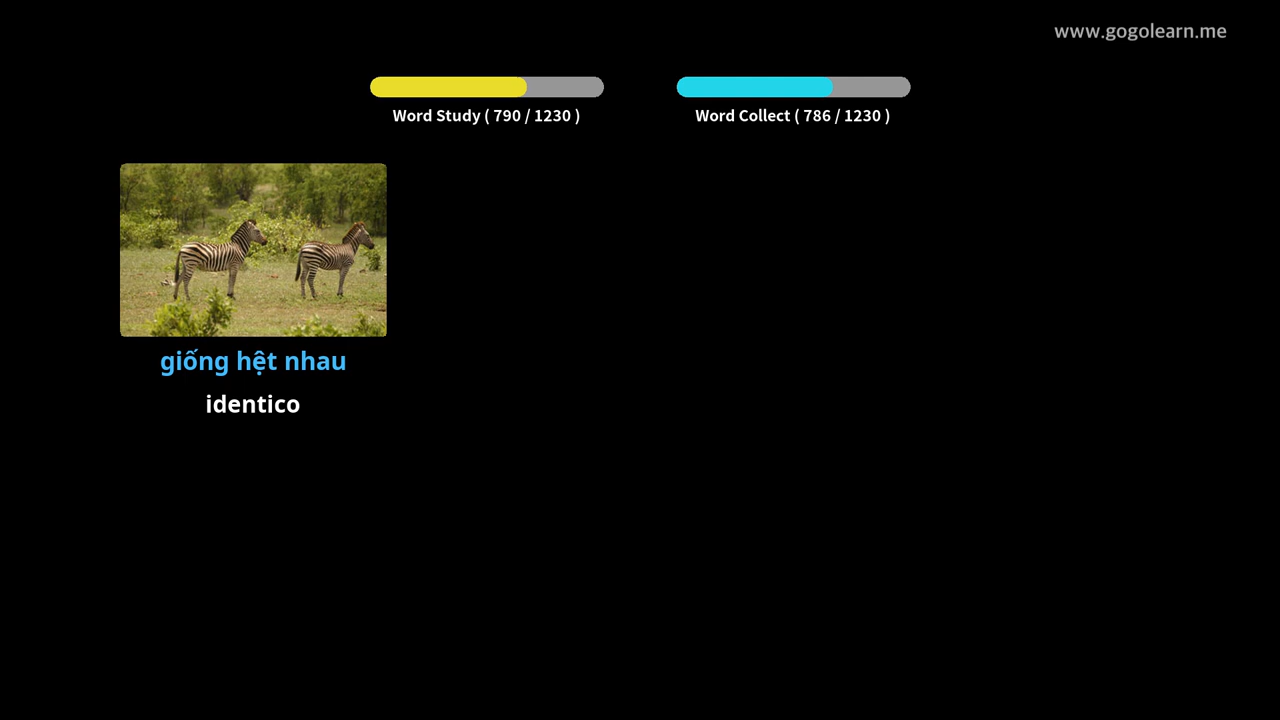 www.gogolearn.me
Word Study ( 790 / 1230 )
Word Collect ( 786 / 1230 )
giống hệt nhau
identico